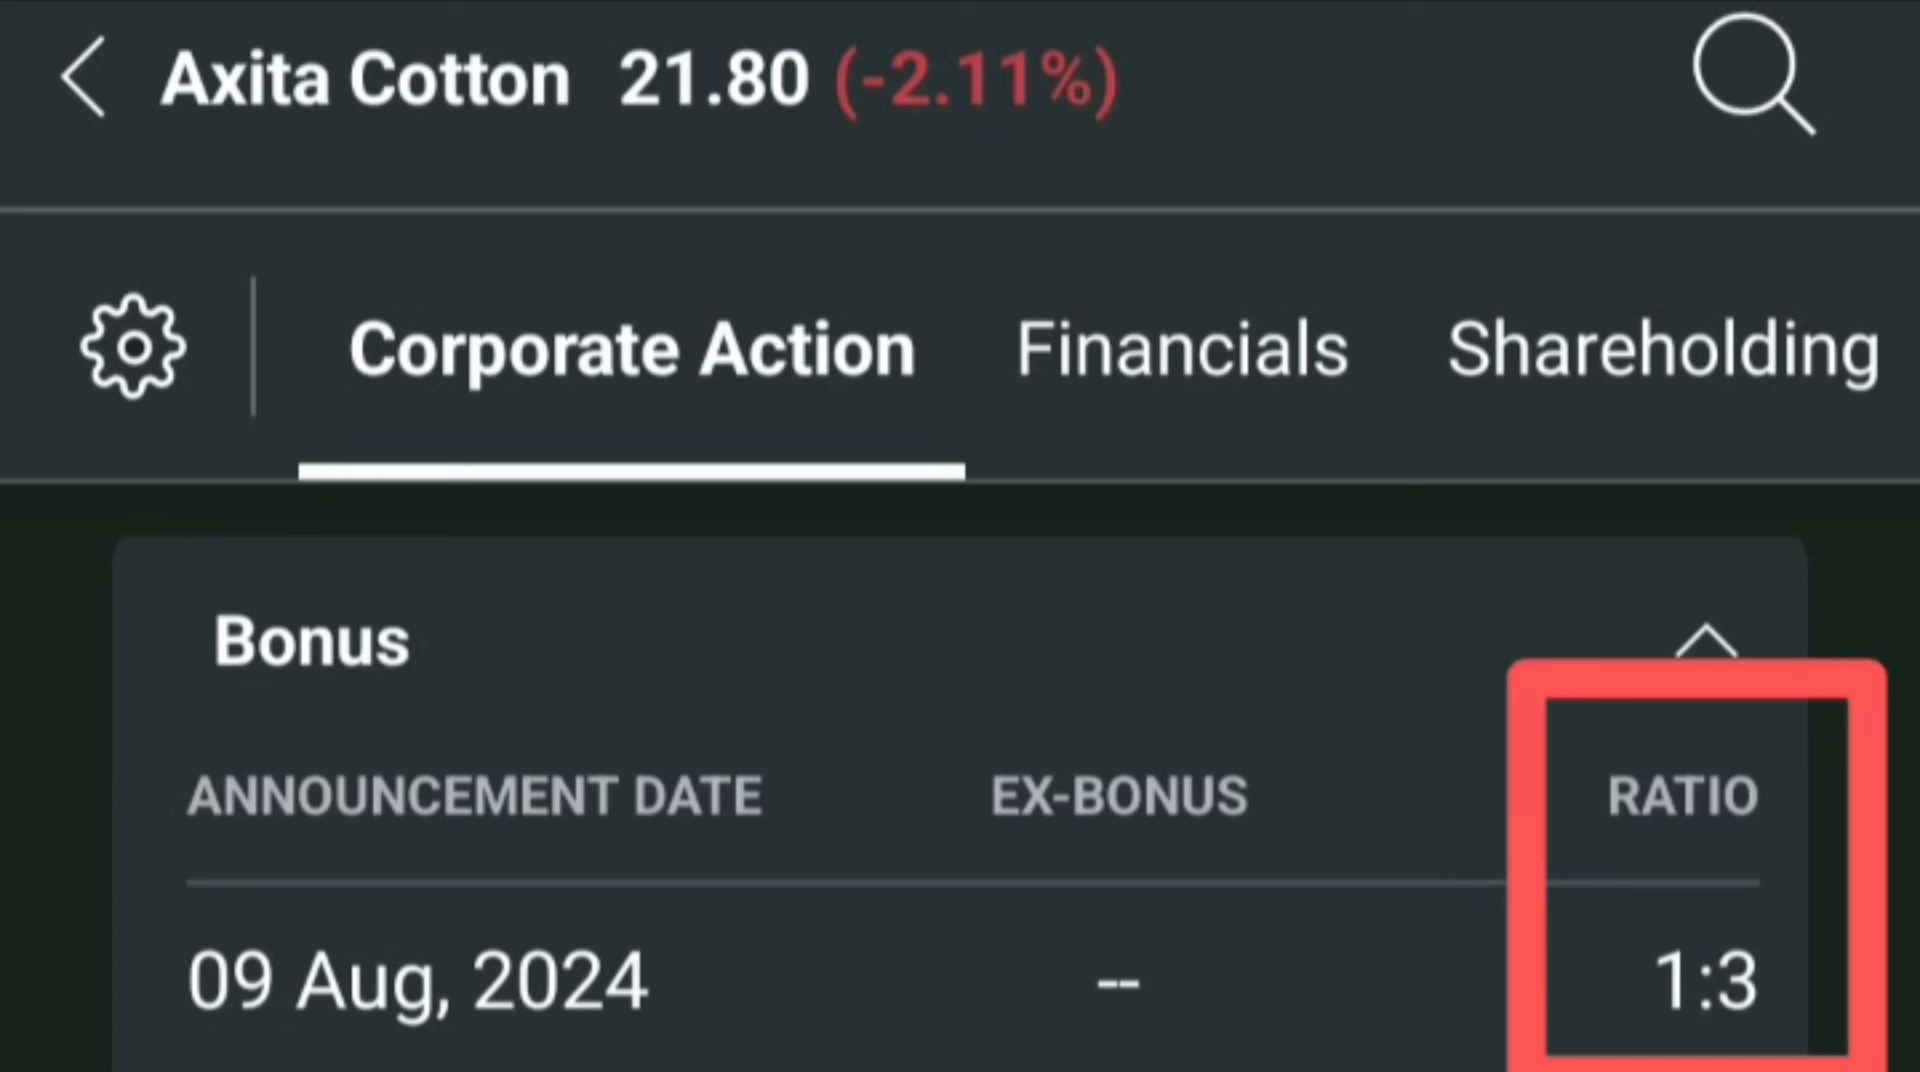 Axita Cotton 21.80 (-2.11%)
Corporate Action Financials Shareholding
Bonus
ANNOUNCEMENT DATE EX-BONUS RATIO
09 Aug, 2024 -- 1:3